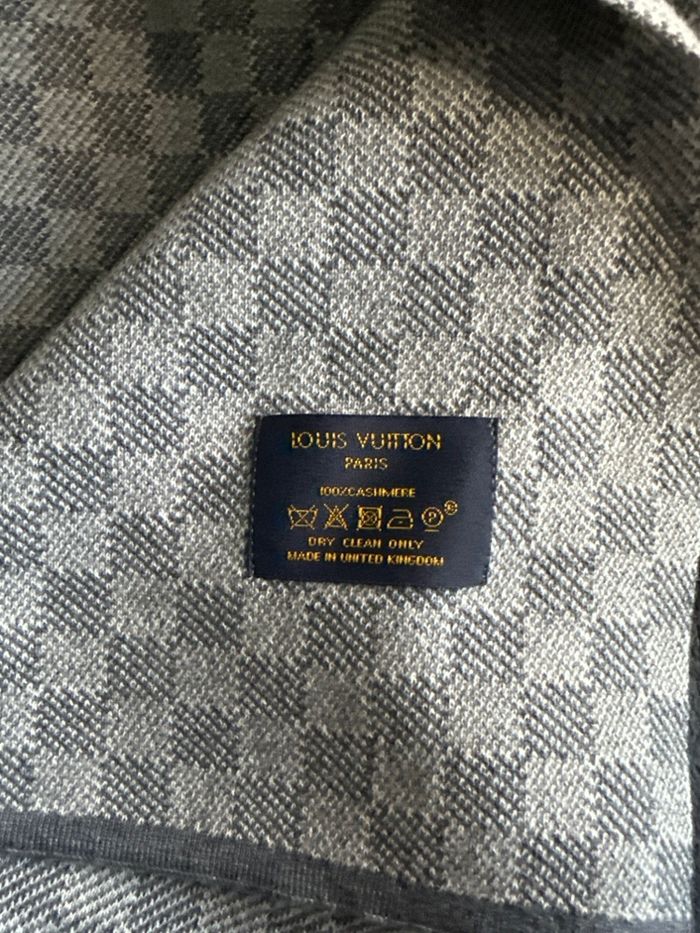 LOUIS VUITTON
PARIS
100%CASHMERE
P
DRY CLEAN ONLY
MADE IN UNITED KINGDOM